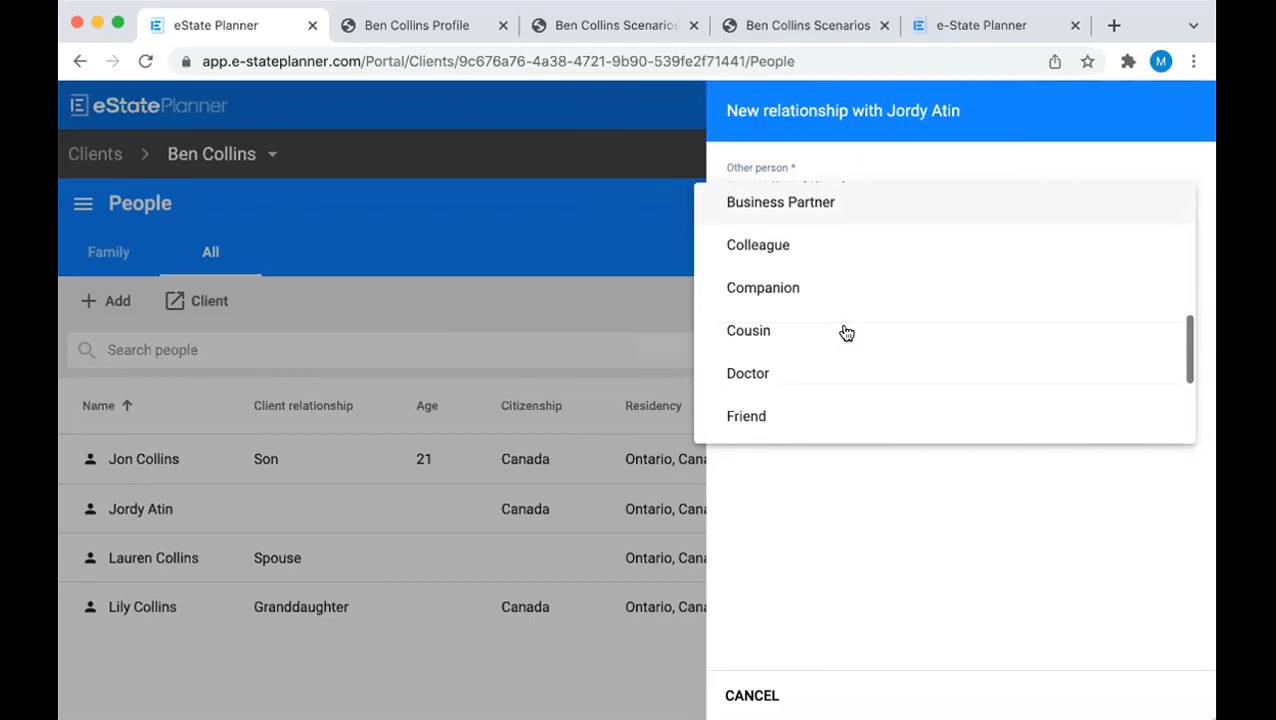 eState Planner
Ben Collins Profile
Ben Collins Scenarios
Ben Collins Scenarios
e-State Planner
app.e-stateplanner.com/Portal/Clients/9c676a76-4a38-4721-9b90-539fe2f71441/People
M
eStatePlanner
New relationship with Jordy Atin
Clients > Ben Collins
Other person *
People
Business Partner
Colleague
Companion
Cousin
Doctor
Friend
Family
All
+ Add
Client
Search people
Name
Client relationship
Age
Citizenship
Residency
Jon Collins
Son
21
Canada
Ontario, Cana
Jordy Atin
Canada
Ontario, Cana
Lauren Collins
Spouse
Ontario, Cana
Lily Collins
Granddaughter
Canada
Ontario, Cana
CANCEL